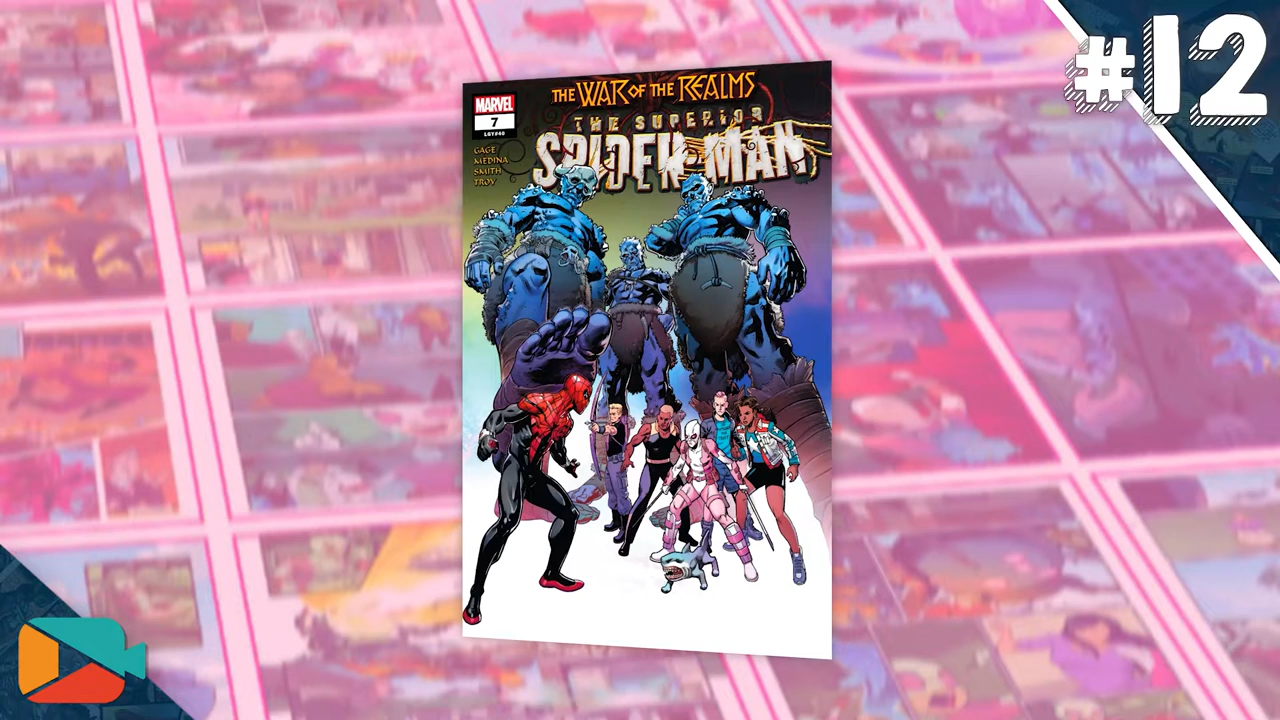 #12
THE WAR OF THE REALMS
MARVEL
7
LGY#40
THE SUPERIOR
SPIDER-MAN
GAGE
MEDINA
SMITH
TROY